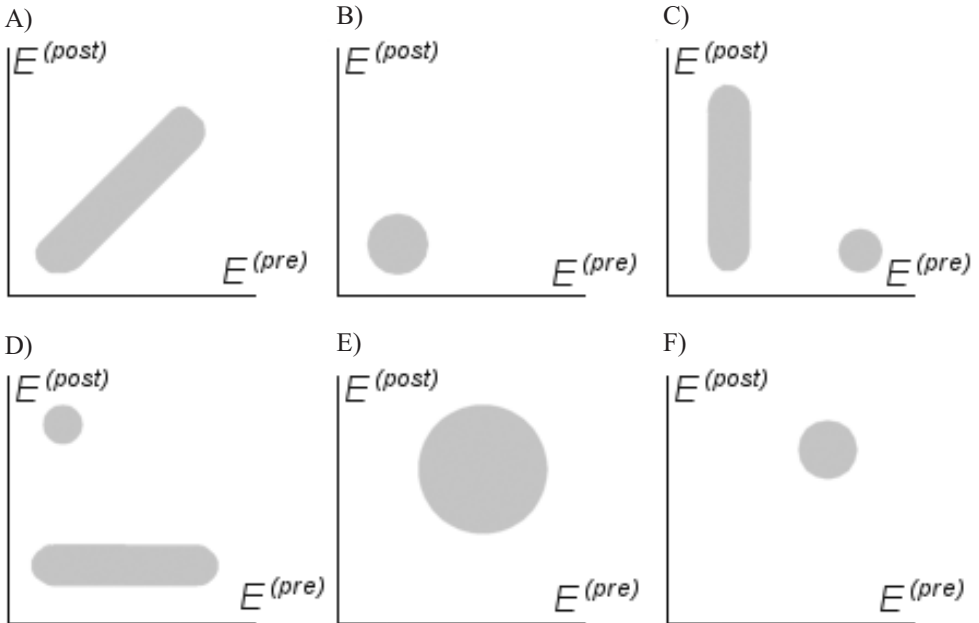 A) B) C)
E(post) E(post) E(post)
E(pre) E(pre) E(pre)
D) E) F)
E(post) E(post) E(post)
E(pre) E(pre) E(pre)